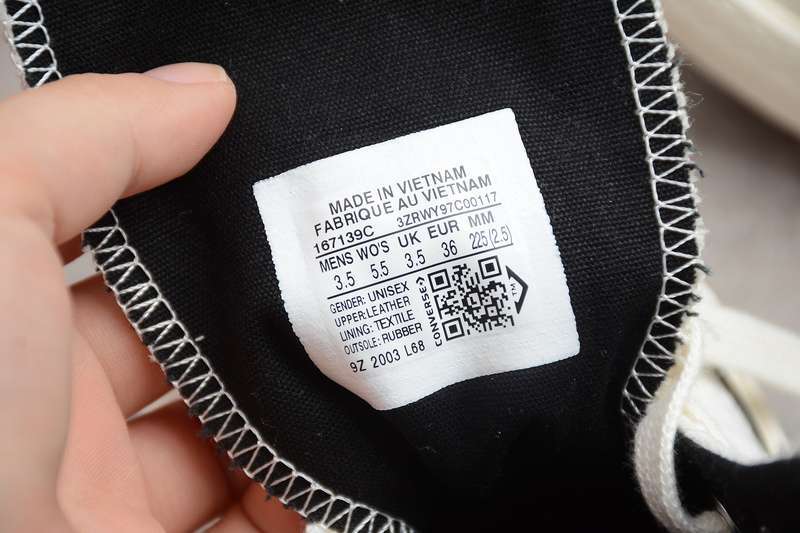 MADE IN VIETNAM
FABRIQUE AU VIETNAM
167139C 3ZRWY97C00117
MENS WO'S UK EUR MM
3.5 5.5 3.5 36 225(2.5)
GENDER: UNISEX
UPPER:LEATHER
LINING: TEXTILE
OUTSOLE: RUBBER
9Z 2003 L68
CONVERSE> TM